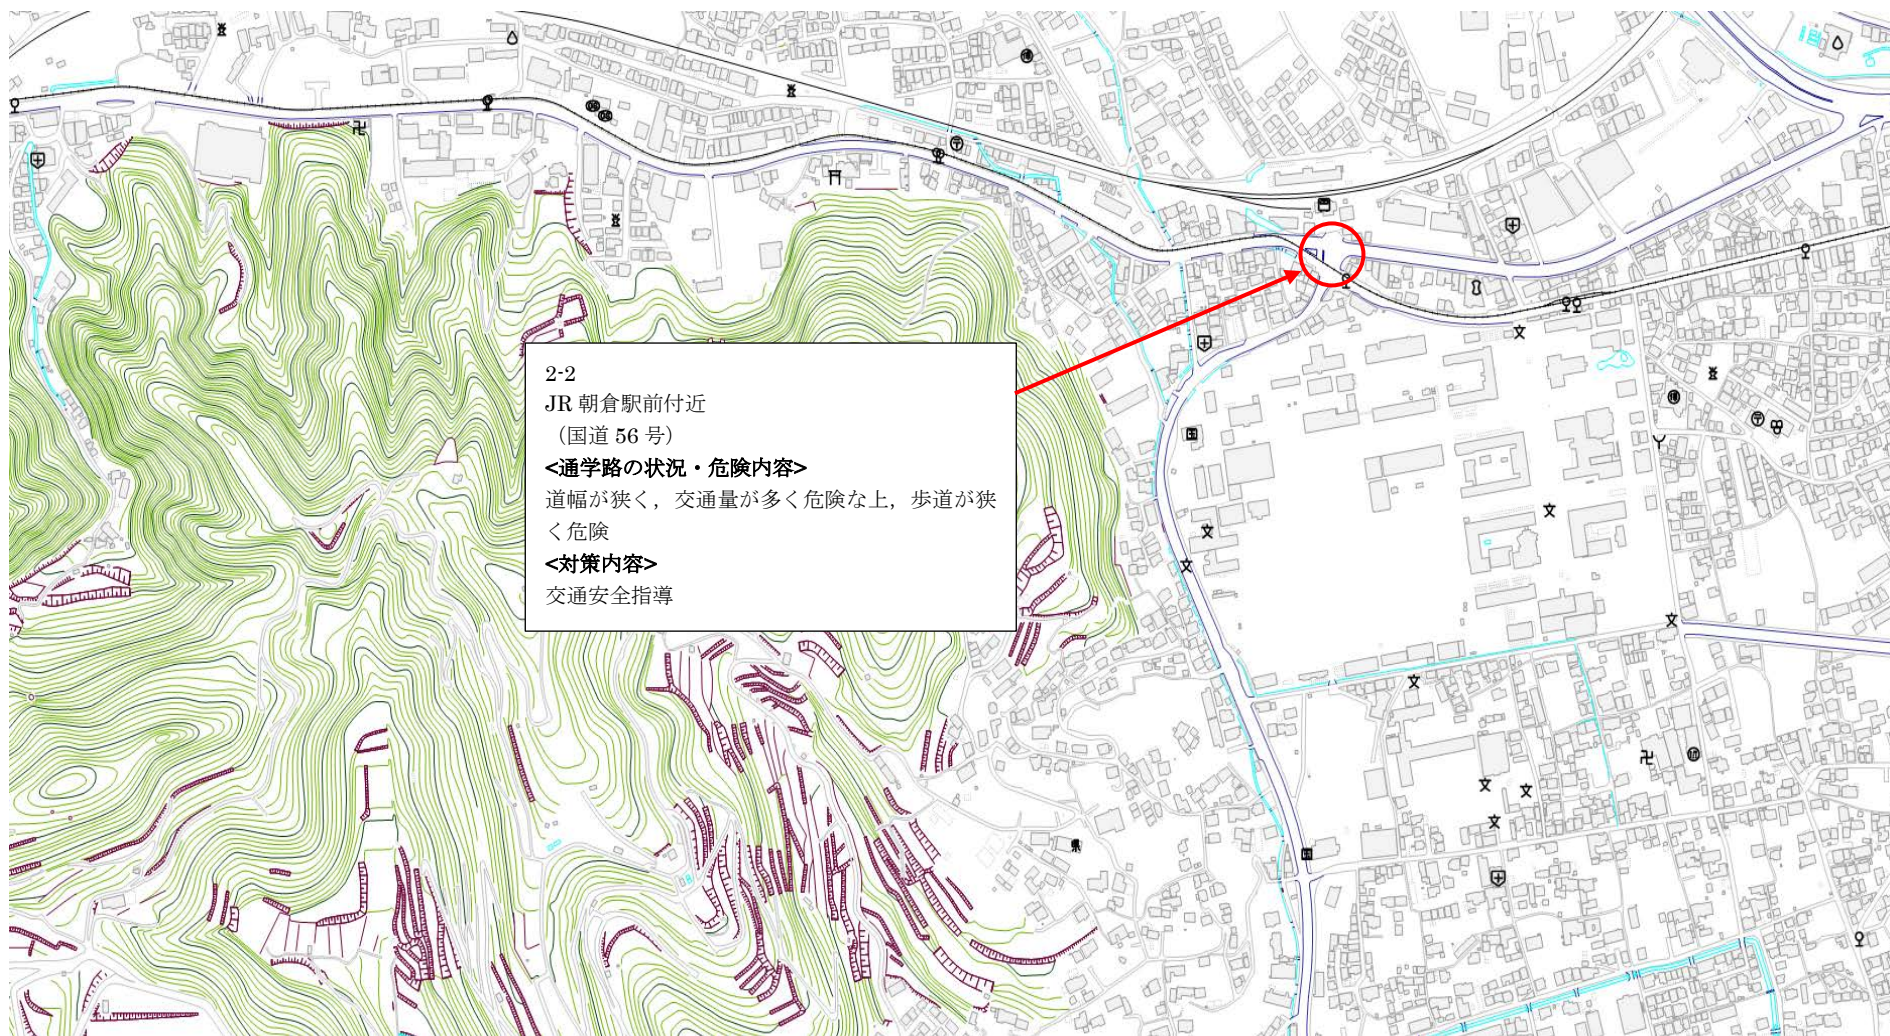 2-2
JR 朝倉駅前付近
（国道 56 号）
<通学路の状況・危険内容>
道幅が狭く，交通量が多く危険な上，歩道が狭
く危険
<対策内容>
交通安全指導